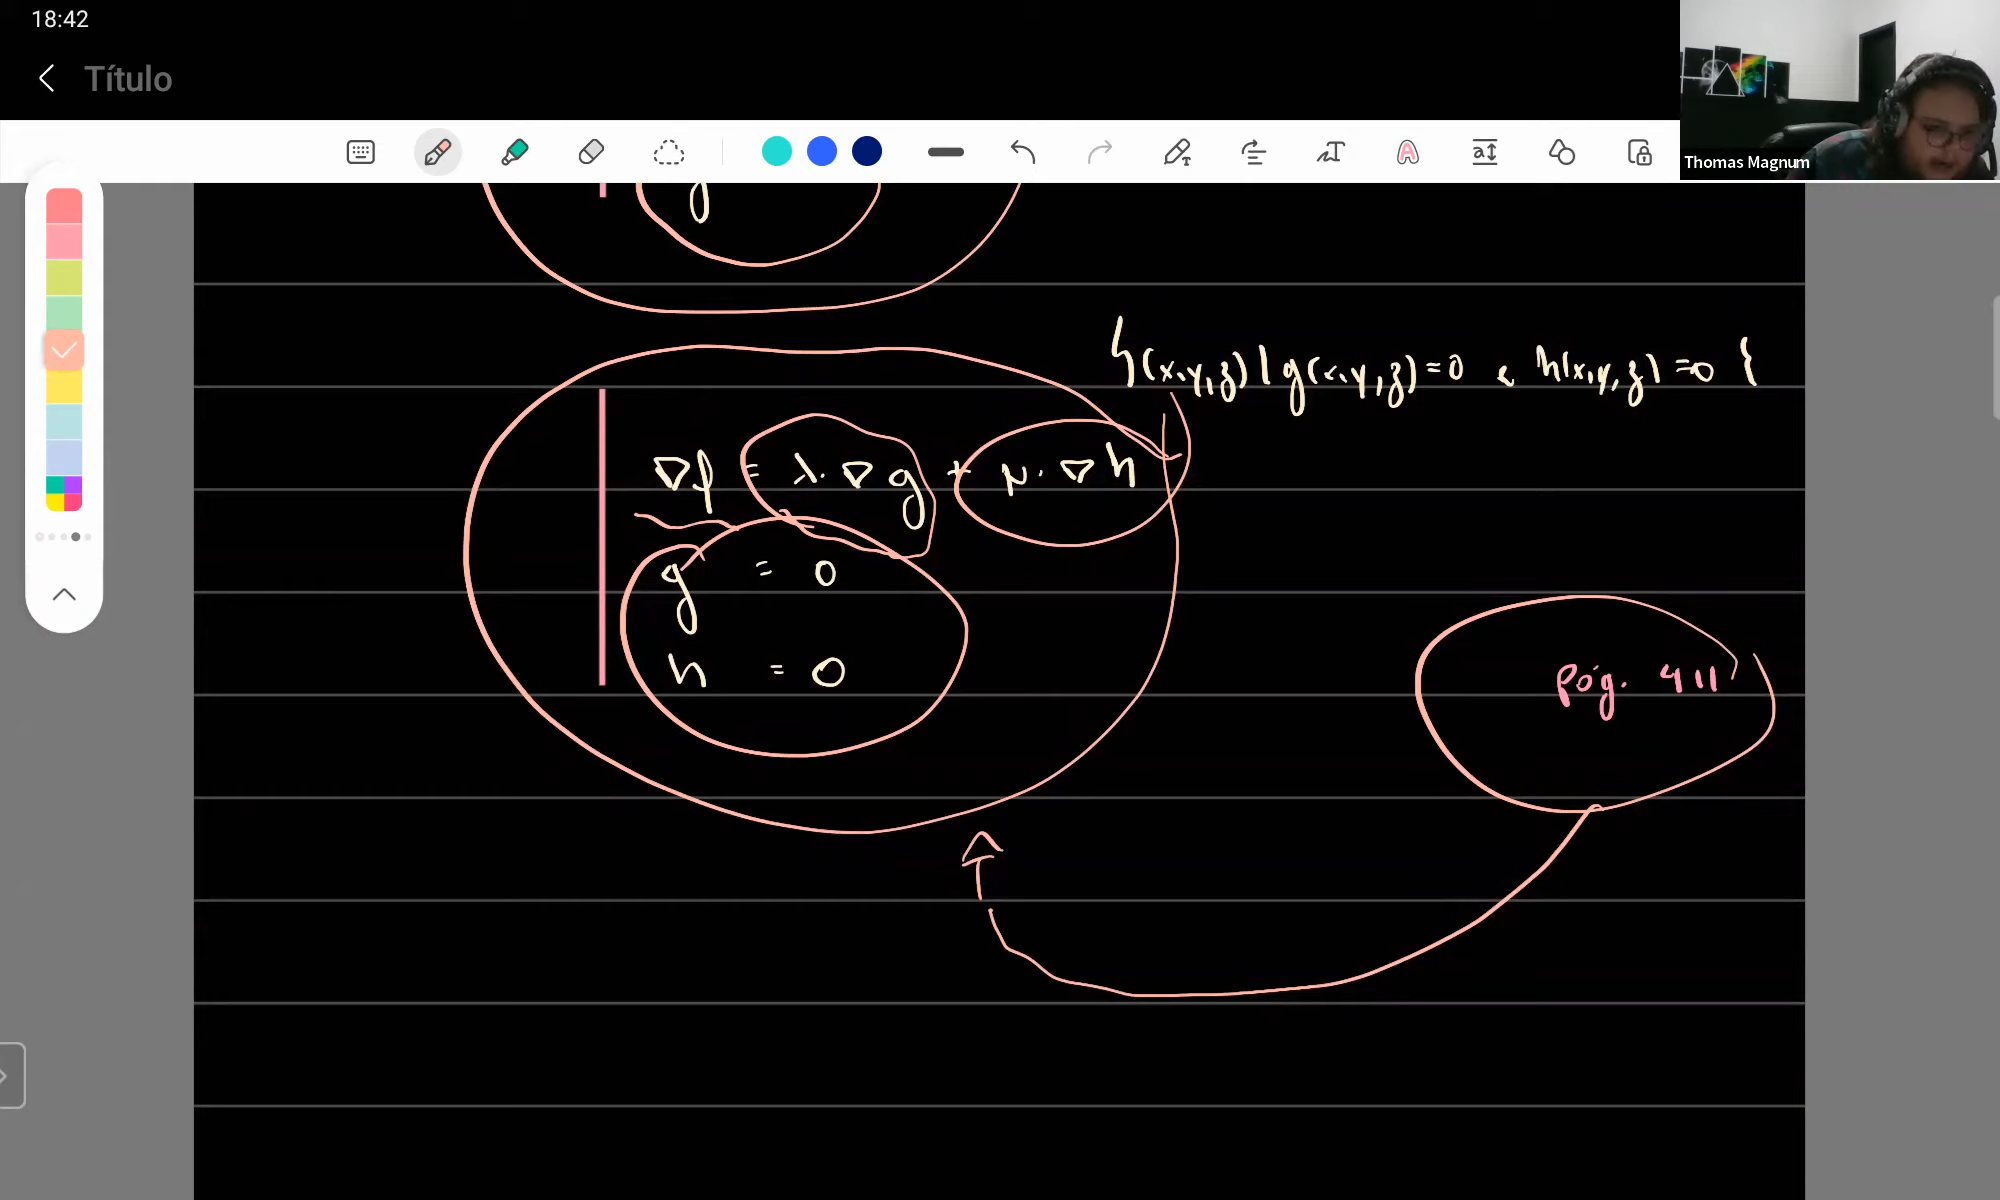 18:42
Título
Thomas Magnum
g
{(x,y,z) | g(x,y,z) = 0 e h(x,y,z) = 0 }
∇f = λ · ∇g + μ · ∇h
g = 0
h = 0
pág. 411